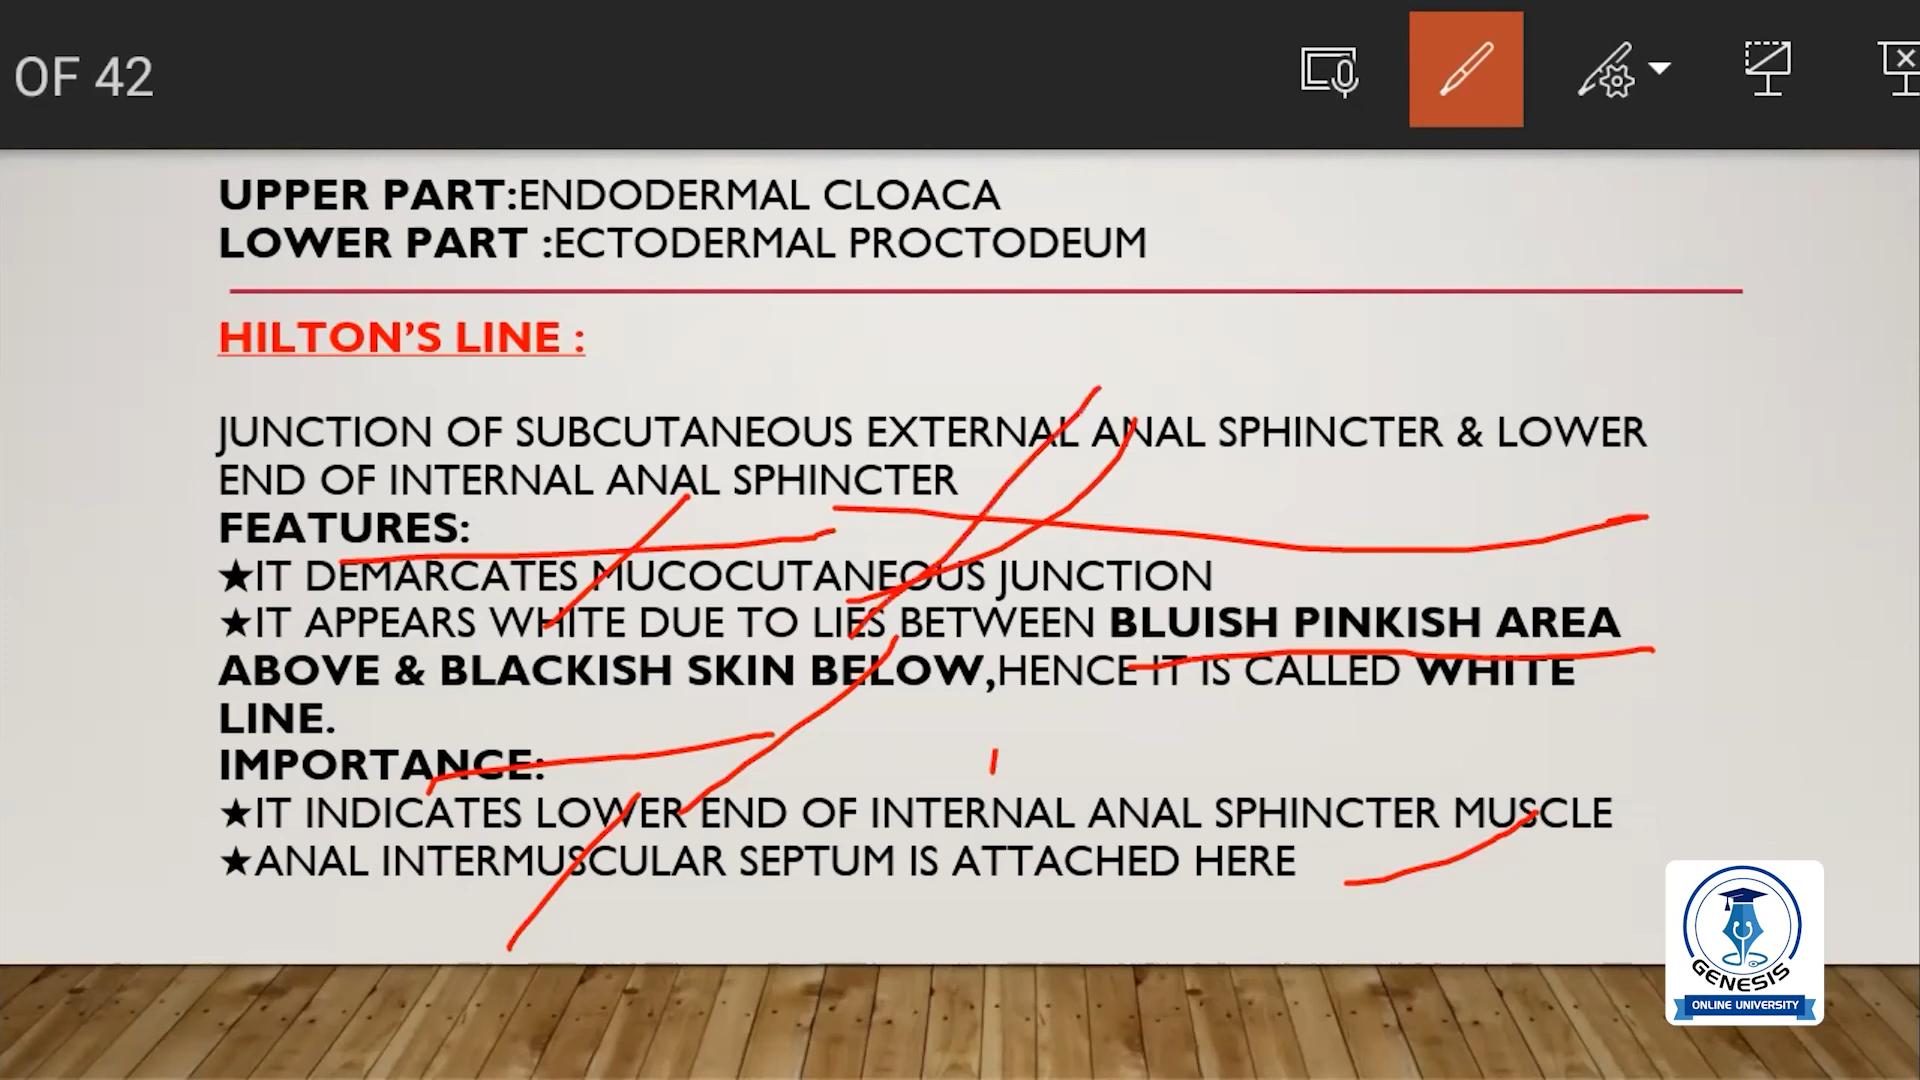 OF 42
UPPER PART:ENDODERMAL CLOACA
LOWER PART :ECTODERMAL PROCTODEUM
HILTON'S LINE :
JUNCTION OF SUBCUTANEOUS EXTERNAL ANAL SPHINCTER & LOWER
END OF INTERNAL ANAL SPHINCTER
FEATURES:
★IT DEMARCATES MUCOCUTANEOUS JUNCTION
★IT APPEARS WHITE DUE TO LIES BETWEEN BLUISH PINKISH AREA
ABOVE & BLACKISH SKIN BELOW,HENCE IT IS CALLED WHITE
LINE.
IMPORTANCE:
★IT INDICATES LOWER END OF INTERNAL ANAL SPHINCTER MUSCLE
★ANAL INTERMUSCULAR SEPTUM IS ATTACHED HERE
GENESIS
ONLINE UNIVERSITY